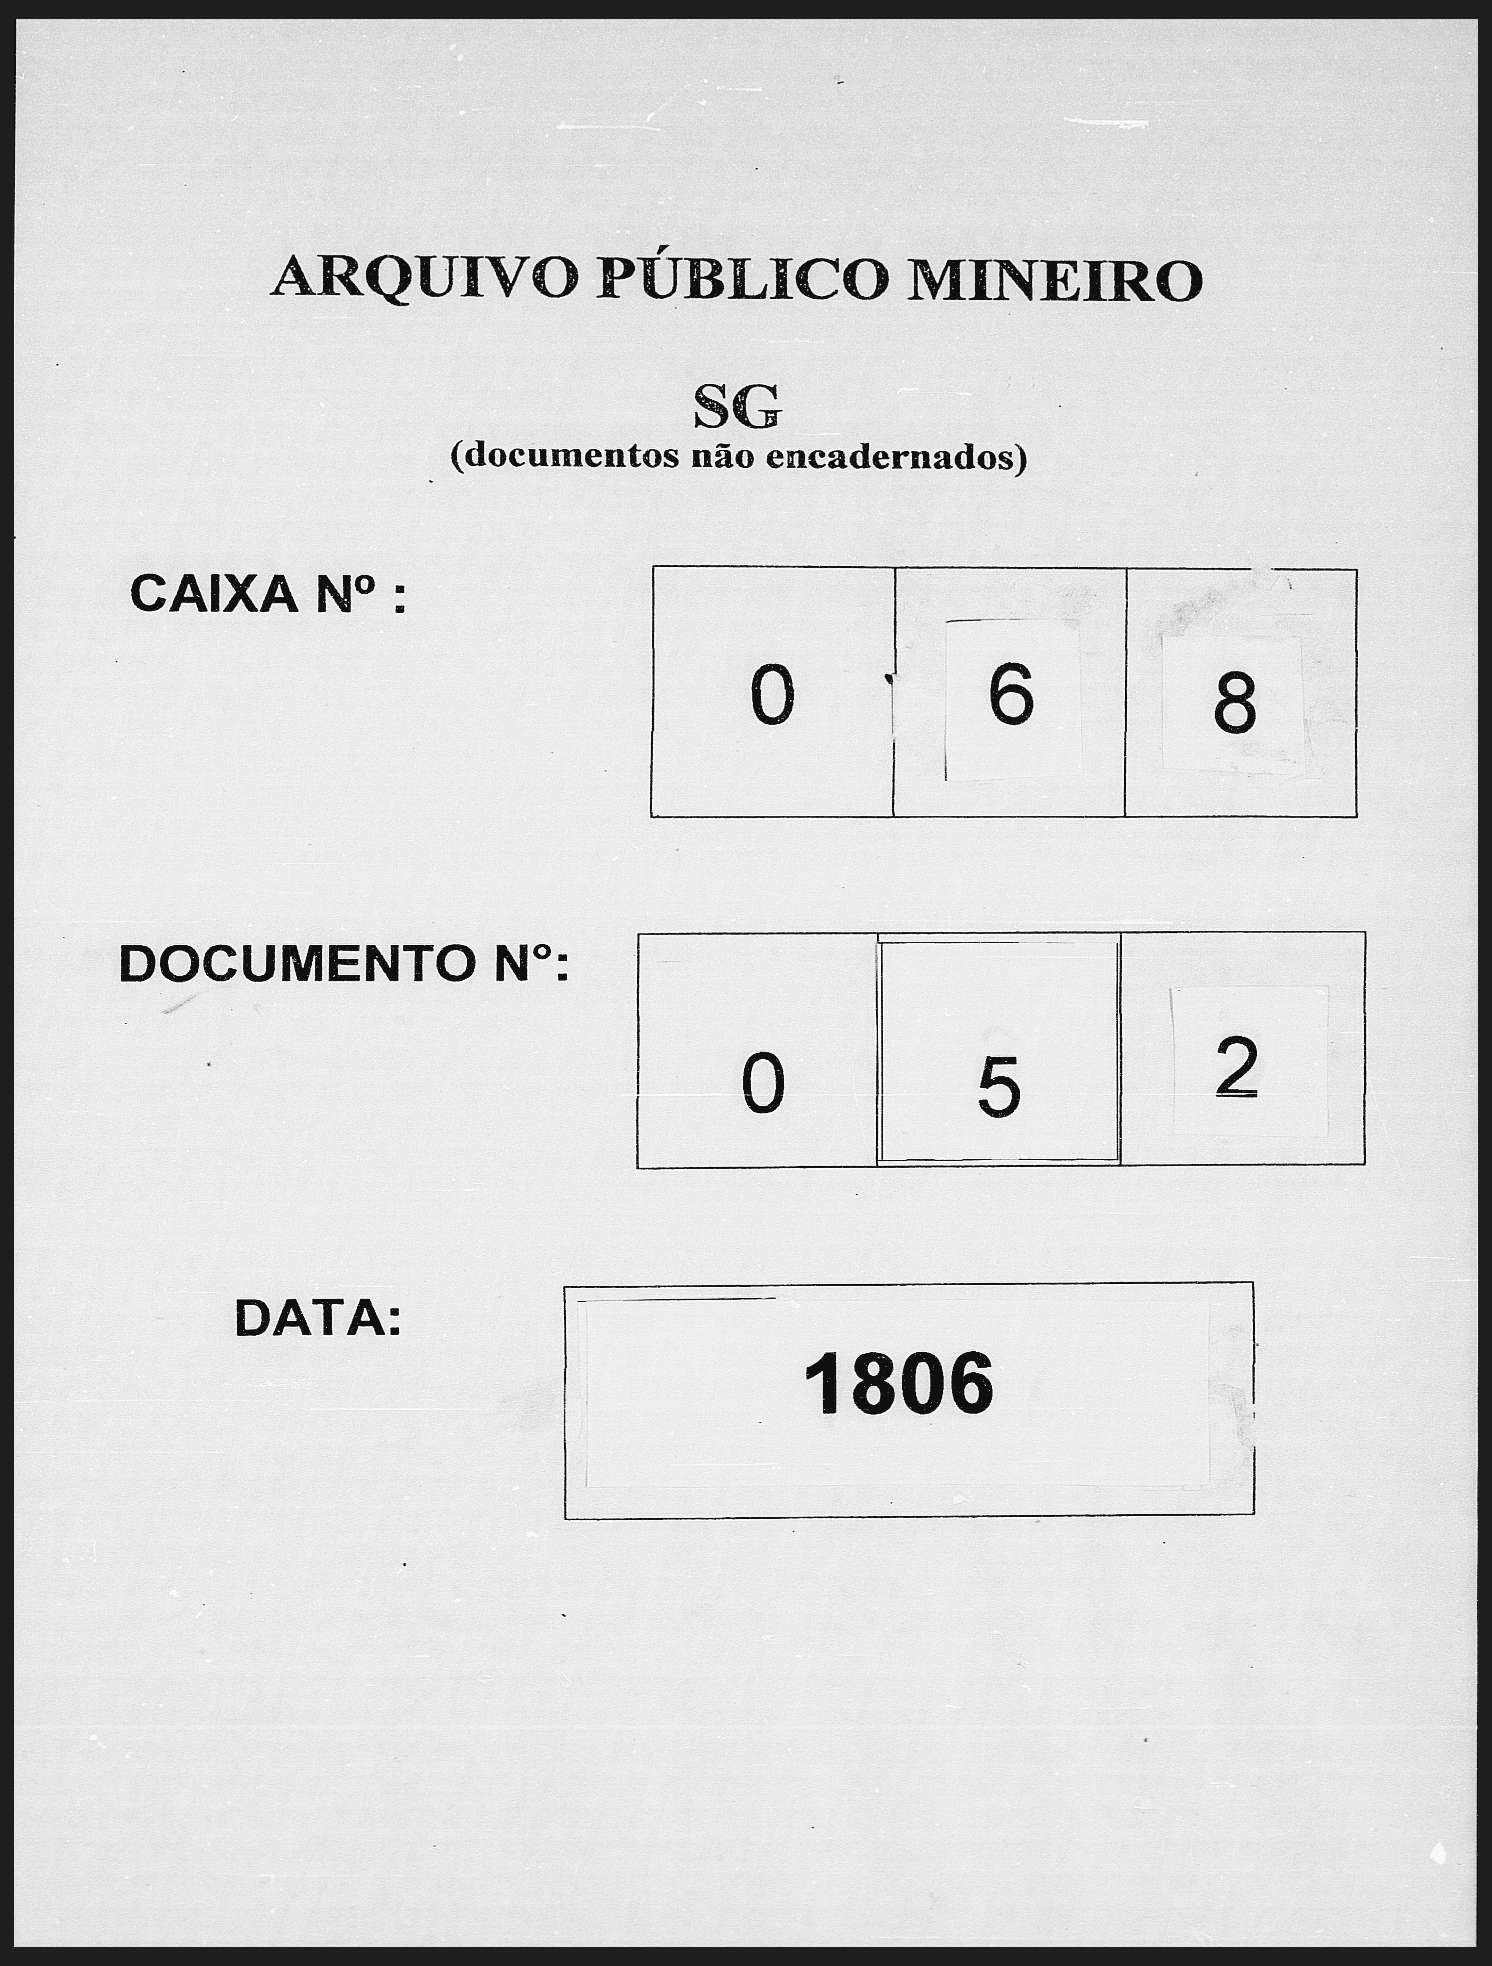 ARQUIVO PÚBLICO MINEIRO
SG
(documentos não encadernados)
CAIXA Nº : 0 6 8
DOCUMENTO N°: 0 5 2
DATA: 1806